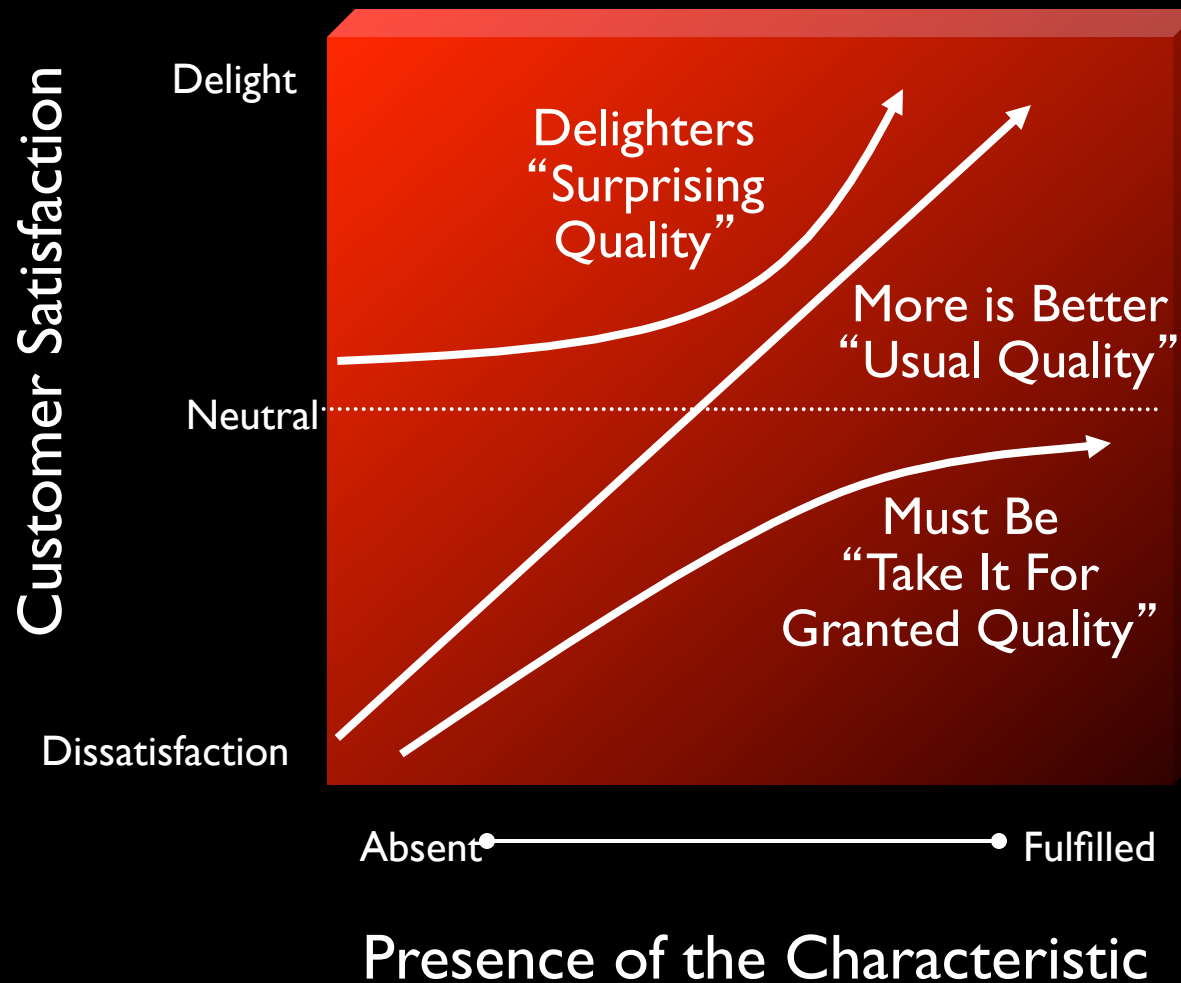 Customer Satisfaction
Delight
Neutral
Dissatisfaction
Delighters
“Surprising
Quality”
More is Better
“Usual Quality”
Must Be
“Take It For
Granted Quality”
Absent
Fulfilled
Presence of the Characteristic